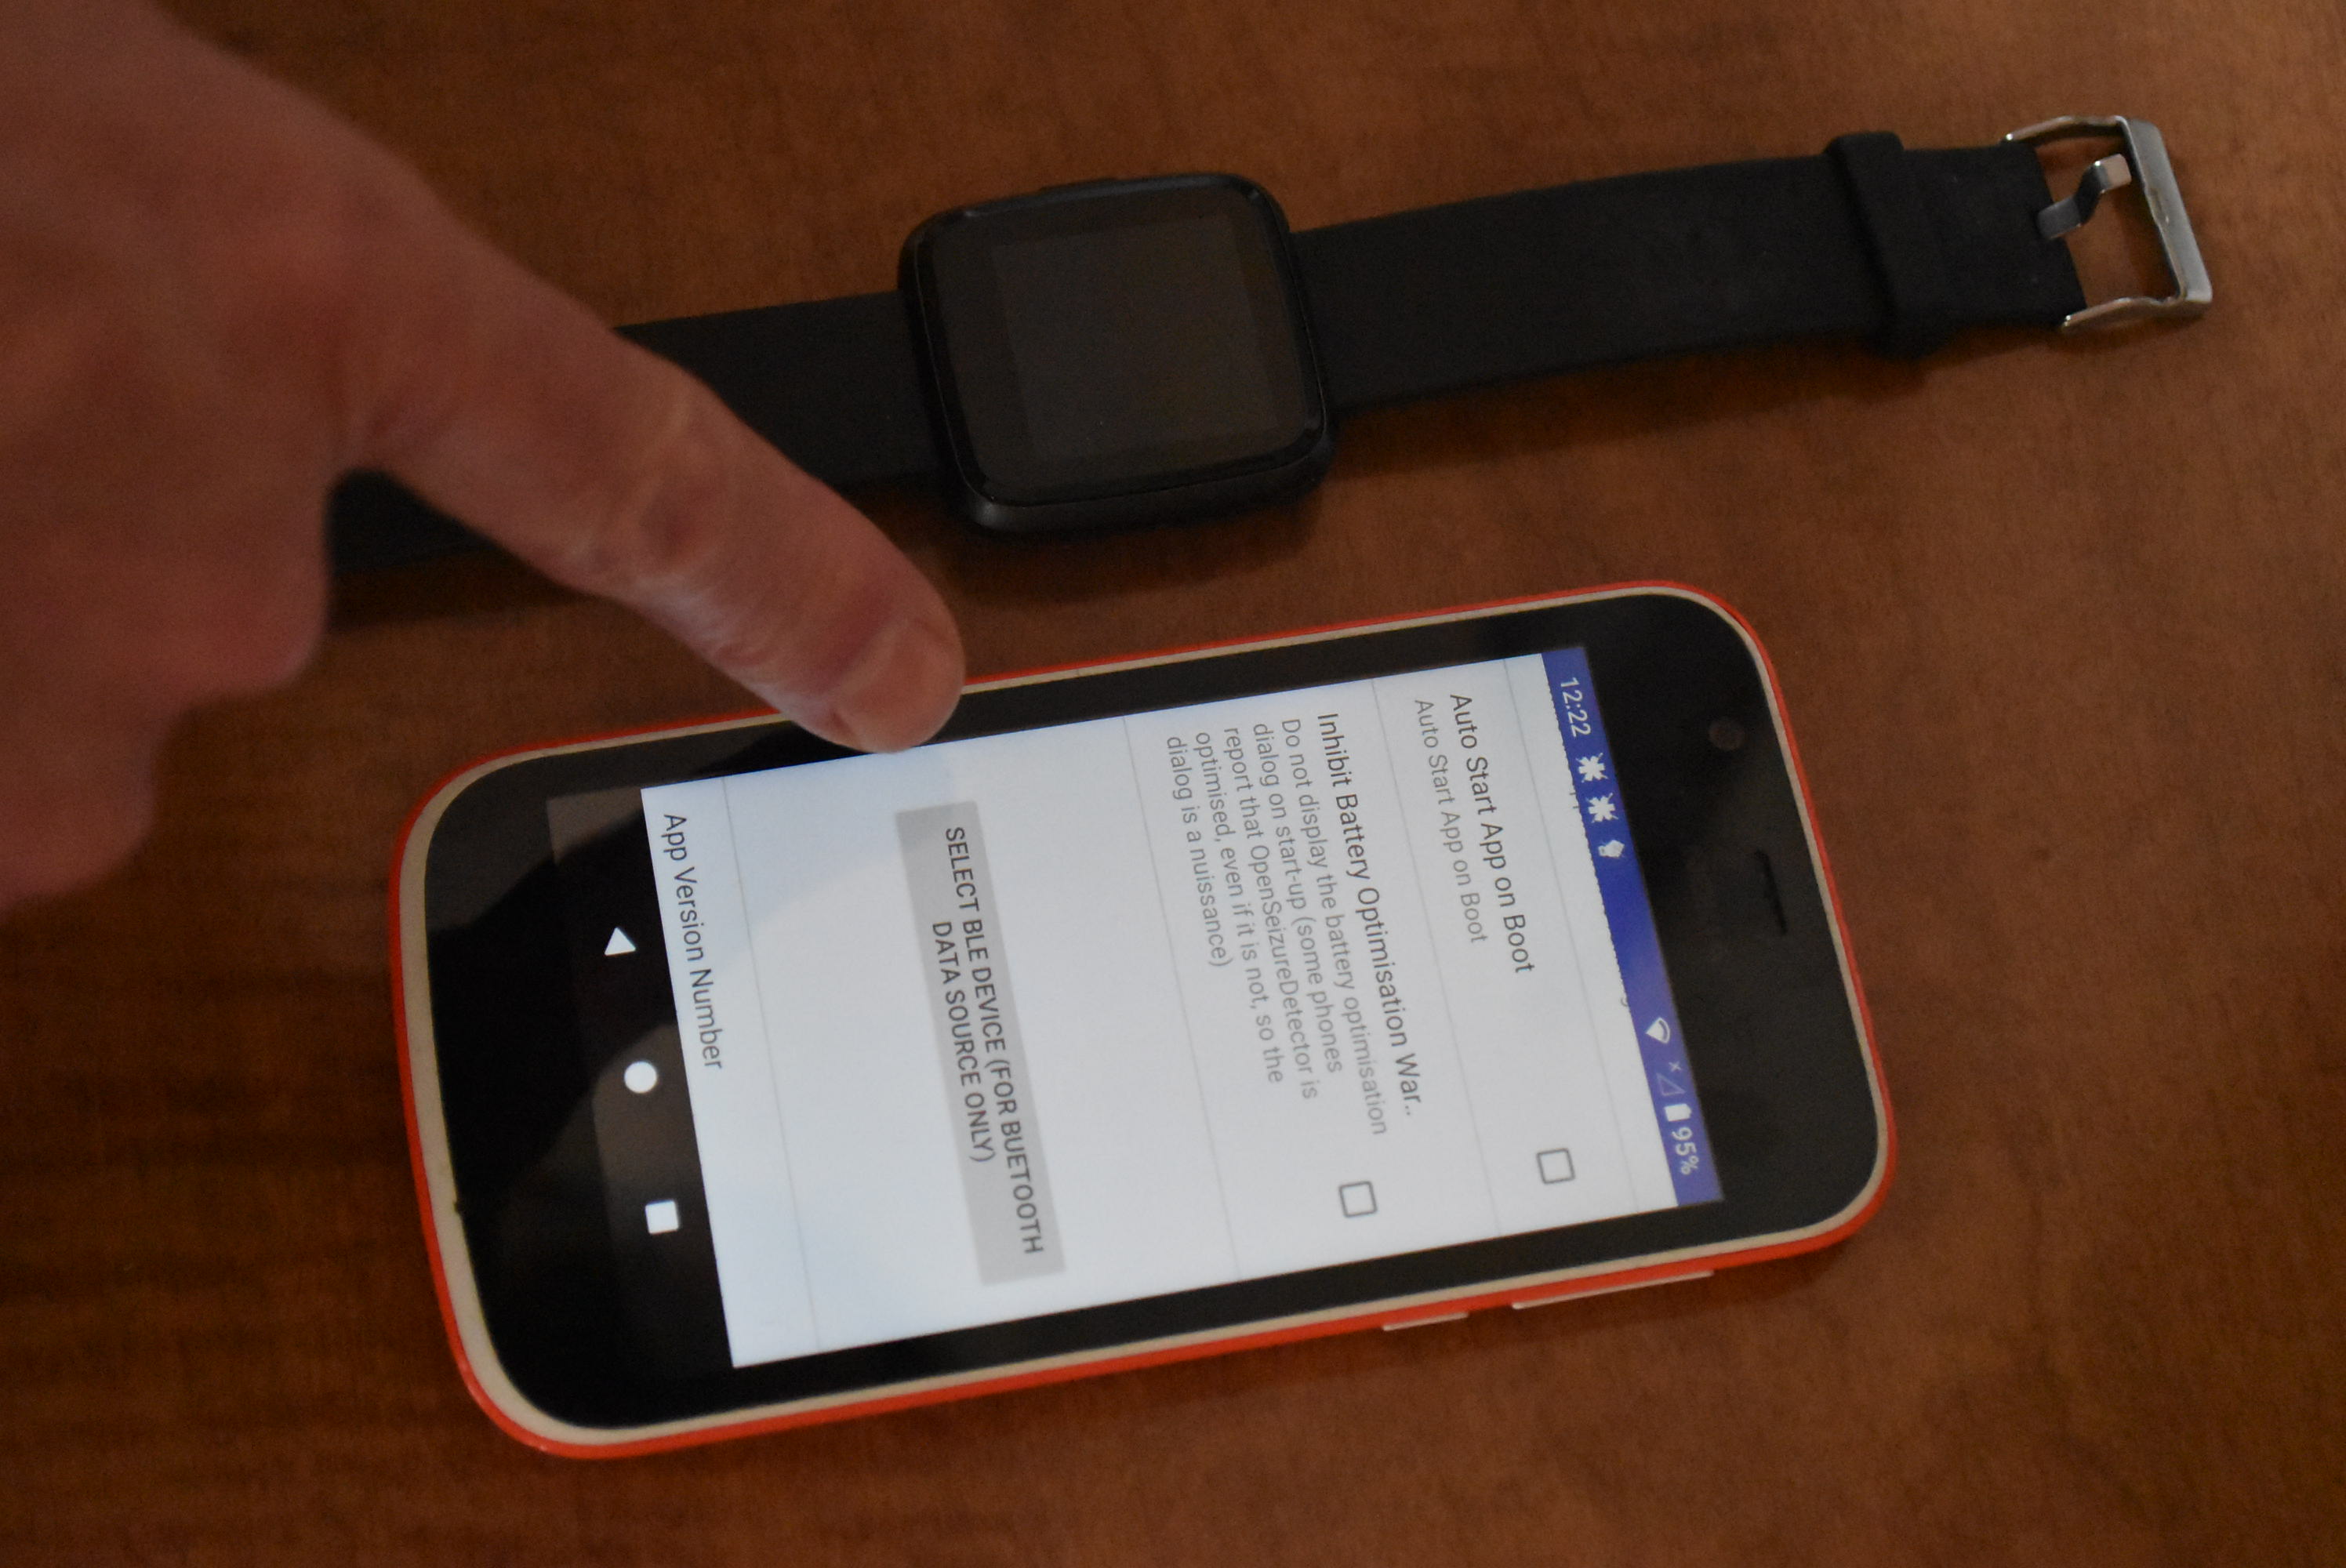 12:22 95%
Auto Start App on Boot
Auto Start App on Boot
Inhibit Battery Optimisation War..
Do not display the battery optimisation
dialog on start-up (some phones
report that OpenSeizureDetector is
optimised, even if it is not, so the
dialog is a nuissance)
SELECT BLE DEVICE (FOR BUETOOTH
DATA SOURCE ONLY)
App Version Number